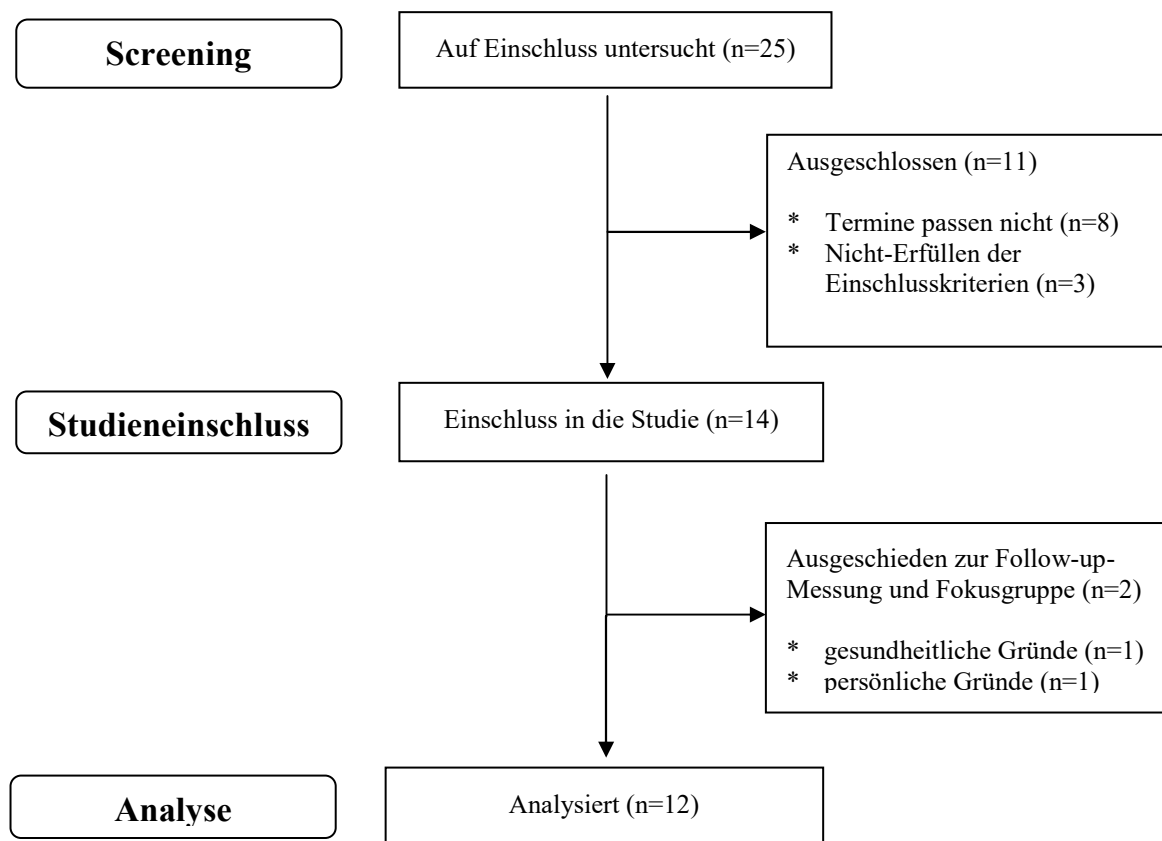 Screening
Auf Einschluss untersucht (n=25)
Ausgeschlossen (n=11)
* Termine passen nicht (n=8)
* Nicht-Erfüllen der
Einschlusskriterien (n=3)
Studieneinschluss
Einschluss in die Studie (n=14)
Ausgeschieden zur Follow-up-
Messung und Fokusgruppe (n=2)
* gesundheitliche Gründe (n=1)
* persönliche Gründe (n=1)
Analyse
Analysiert (n=12)